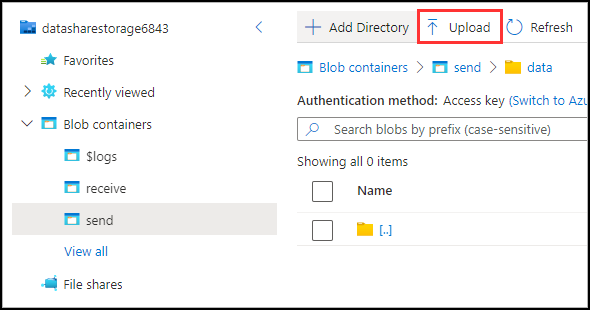 datasharestorage6843
Favorites
Recently viewed
Blob containers
$logs
receive
send
View all
File shares
Add Directory Upload Refresh
Blob containers > send > data
Authentication method: Access key (Switch to Azu
Search blobs by prefix (case-sensitive)
Showing all 0 items
Name
[..]